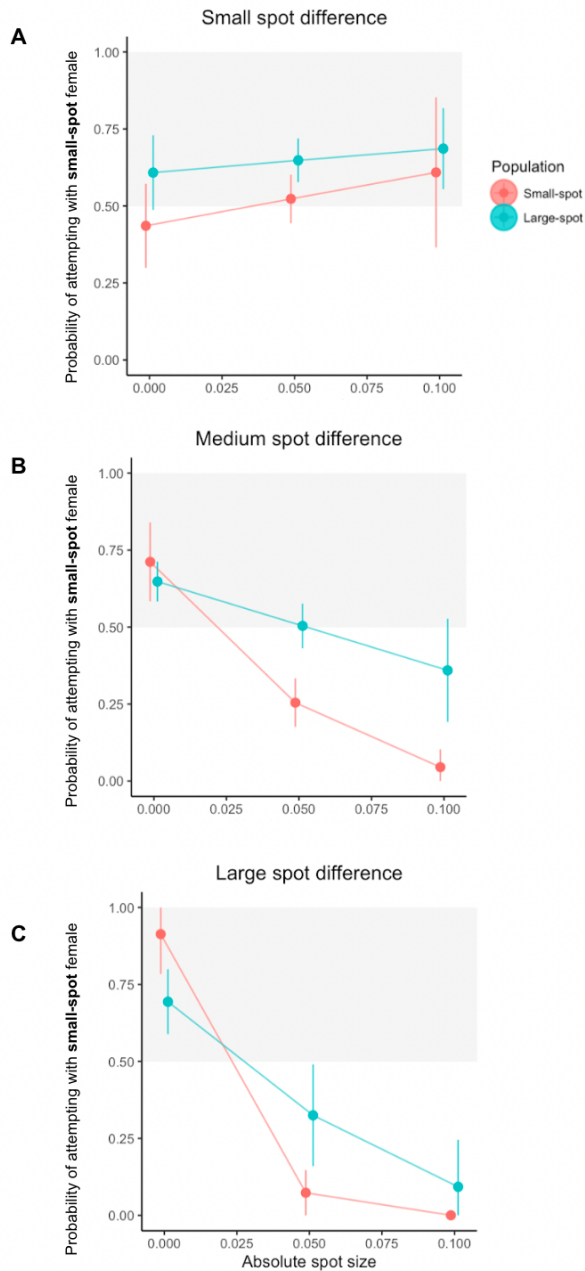 A
Small spot difference
Probability of attempting with small-spot female
1.00
0.75
0.50
0.25
0.00
0.000 0.025 0.050 0.075 0.100
Population
Small-spot
Large-spot
B
Medium spot difference
Probability of attempting with small-spot female
1.00
0.75
0.50
0.25
0.00
0.000 0.025 0.050 0.075 0.100
C
Large spot difference
Probability of attempting with small-spot female
1.00
0.75
0.50
0.25
0.00
0.000 0.025 0.050 0.075 0.100
Absolute spot size